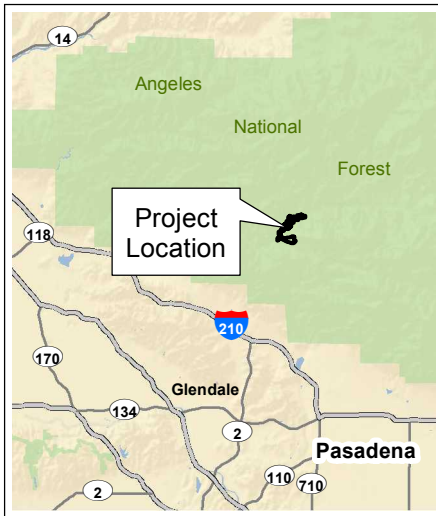 14
Angeles
National
Forest
Project
Location
118
210
170
Glendale
134
2
Pasadena
110
710
2